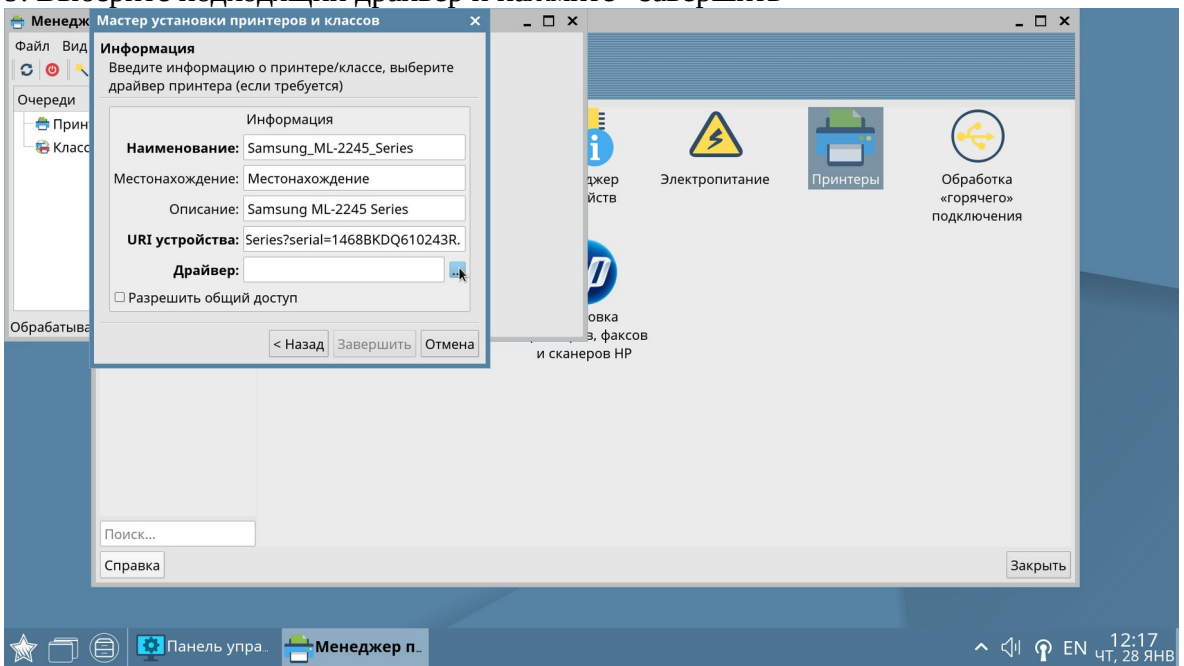 Менедж
Мастер установки принтеров и классов
Файл Вид
Информация
Введите информацию о принтере/классе, выберите
драйвер принтера (если требуется)
Очереди
Прин
Класс
Информация
Наименование: Samsung_ML-2245_Series
Местонахождение: Местонахождение
Описание: Samsung ML-2245 Series
URI устройства: Series?serial=1468BKDQ610243R.
Драйвер:
Разрешить общий доступ
Обрабатыва
< Назад Завершить Отмена
джер
йств
Электропитание
Принтеры
Обработка
«горячего»
подключения
овка
в, факсов
и сканеров HP
Поиск...
Справка
Закрыть
Панель упра..
Менеджер п..
EN
12:17
ЧТ, 28 ЯНВ